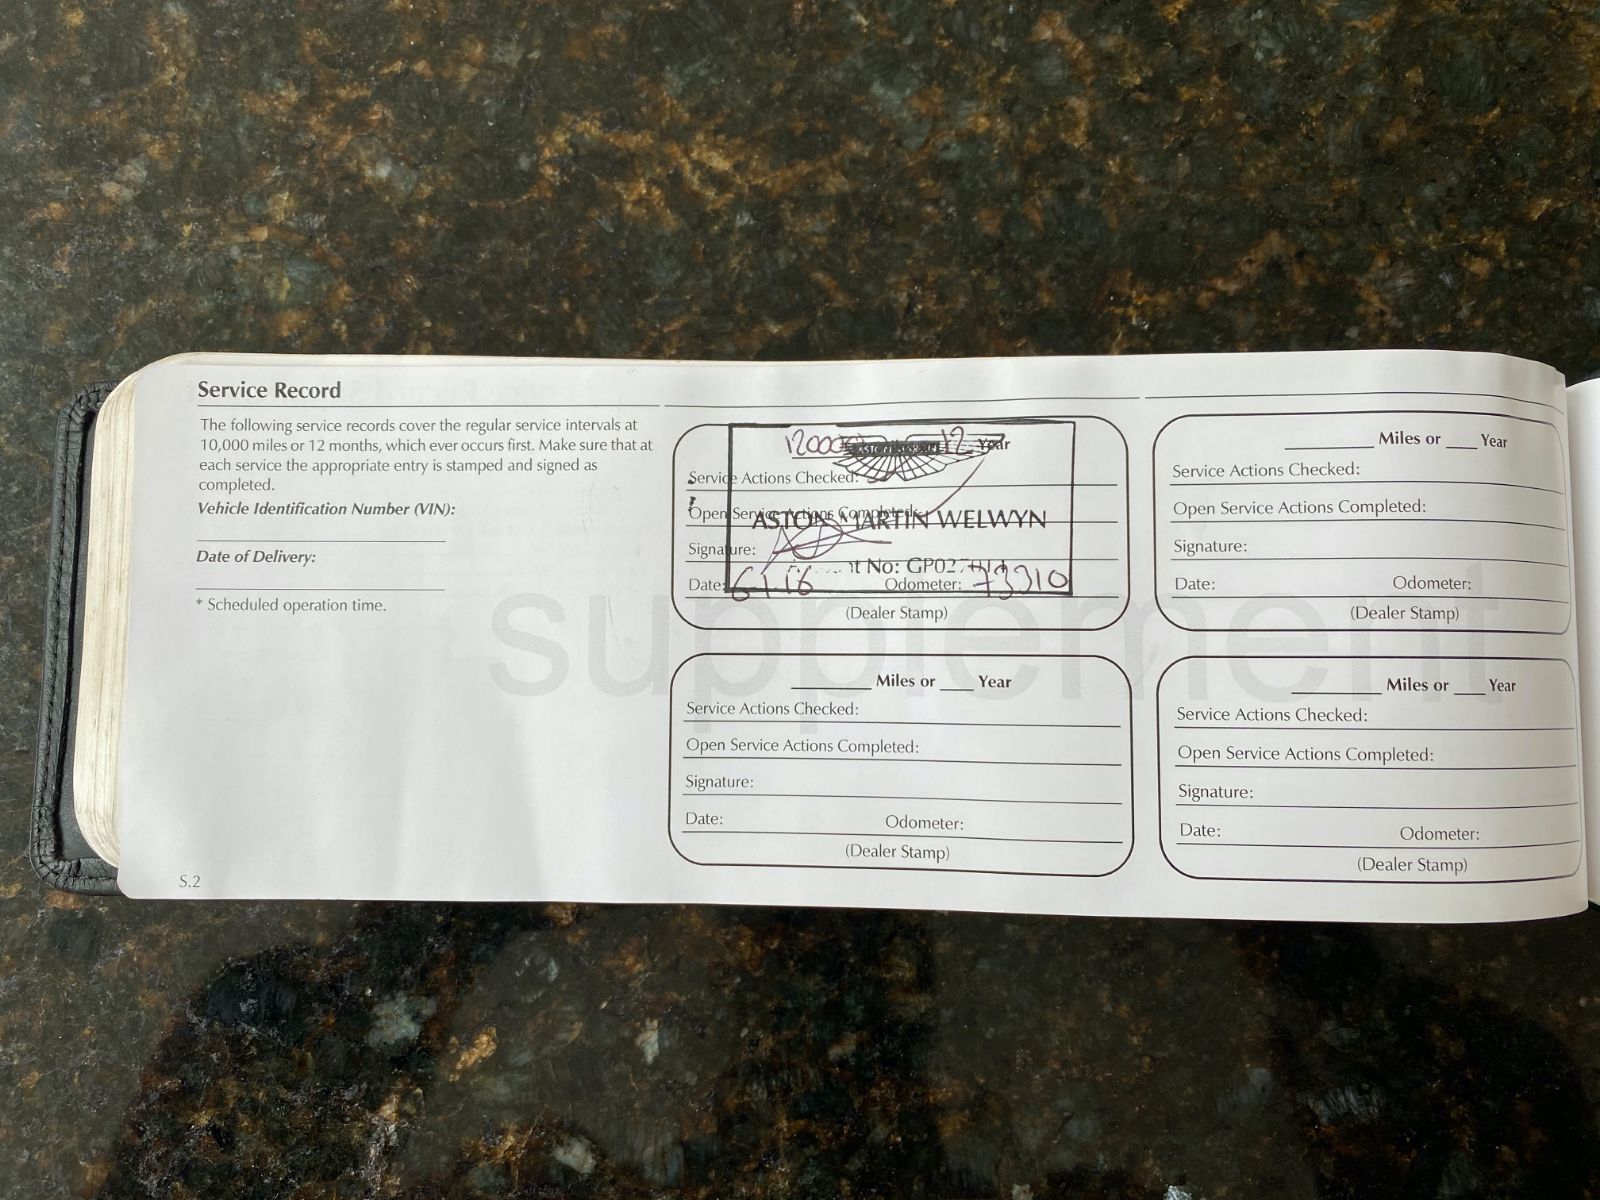 Service Record
The following service records cover the regular service intervals at
10,000 miles or 12 months, which ever occurs first. Make sure that at
each service the appropriate entry is stamped and signed as
completed.
Vehicle Identification Number (VIN):
Date of Delivery:
* Scheduled operation time.
S.2
12 Year
Service Actions Checked:
Open Service Actions Completed:
ASTON MARTIN WELWYN
Signature:
No: GP02
Date: Odometer: 73310
(Dealer Stamp)
Miles or Year
Service Actions Checked:
Open Service Actions Completed:
Signature:
Date: Odometer:
(Dealer Stamp)
Miles or Year
Service Actions Checked:
Open Service Actions Completed:
Signature:
Date: Odometer:
(Dealer Stamp)
Miles or Year
Service Actions Checked:
Open Service Actions Completed:
Signature:
Date: Odometer:
(Dealer Stamp)
supplement